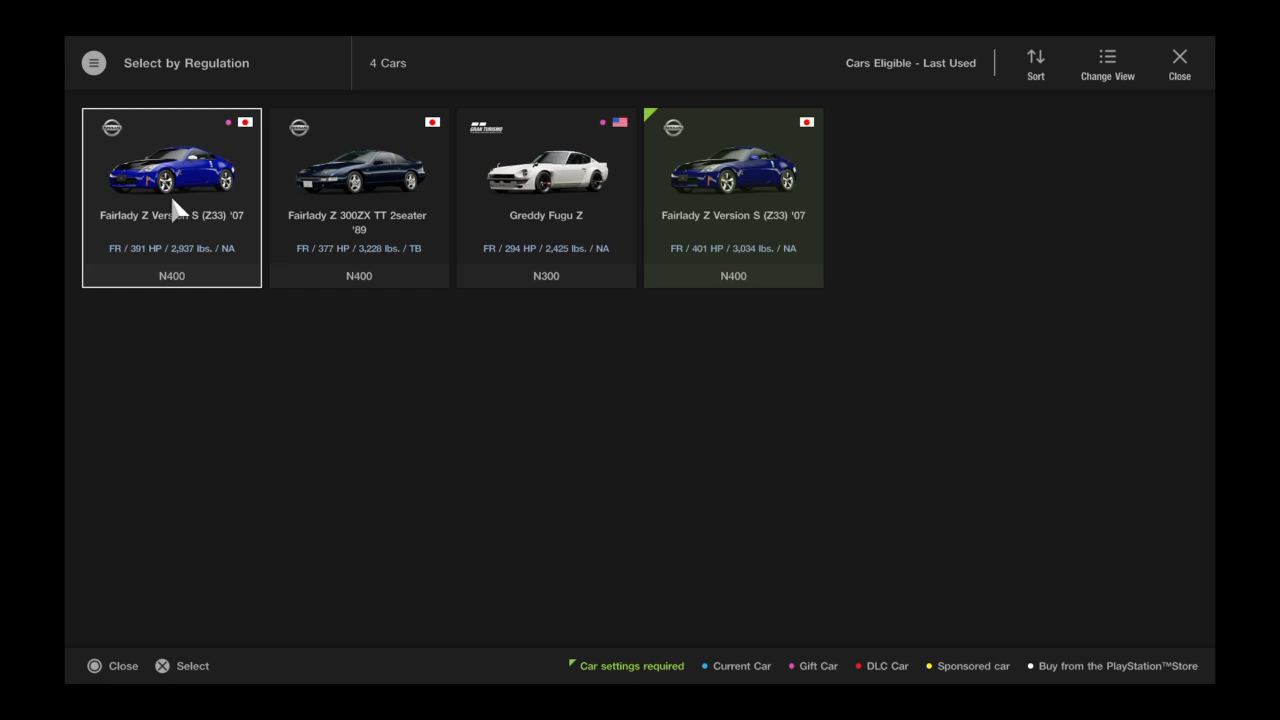 Select by Regulation
4 Cars
Cars Eligible - Last Used
Sort
Change View
Close
Fairlady Z Version S (Z33) '07
FR / 391 HP / 2,937 lbs. / NA
N400
Fairlady Z 300ZX TT 2seater
'89
FR / 377 HP / 3,228 lbs. / TB
N400
GRAN TURISMO
Greddy Fugu Z
FR / 294 HP / 2,425 lbs. / NA
N300
Fairlady Z Version S (Z33) '07
FR / 401 HP / 3,034 lbs. / NA
N400
Close
Select
Car settings required
Current Car
Gift Car
DLC Car
Sponsored car
Buy from the PlayStation™Store